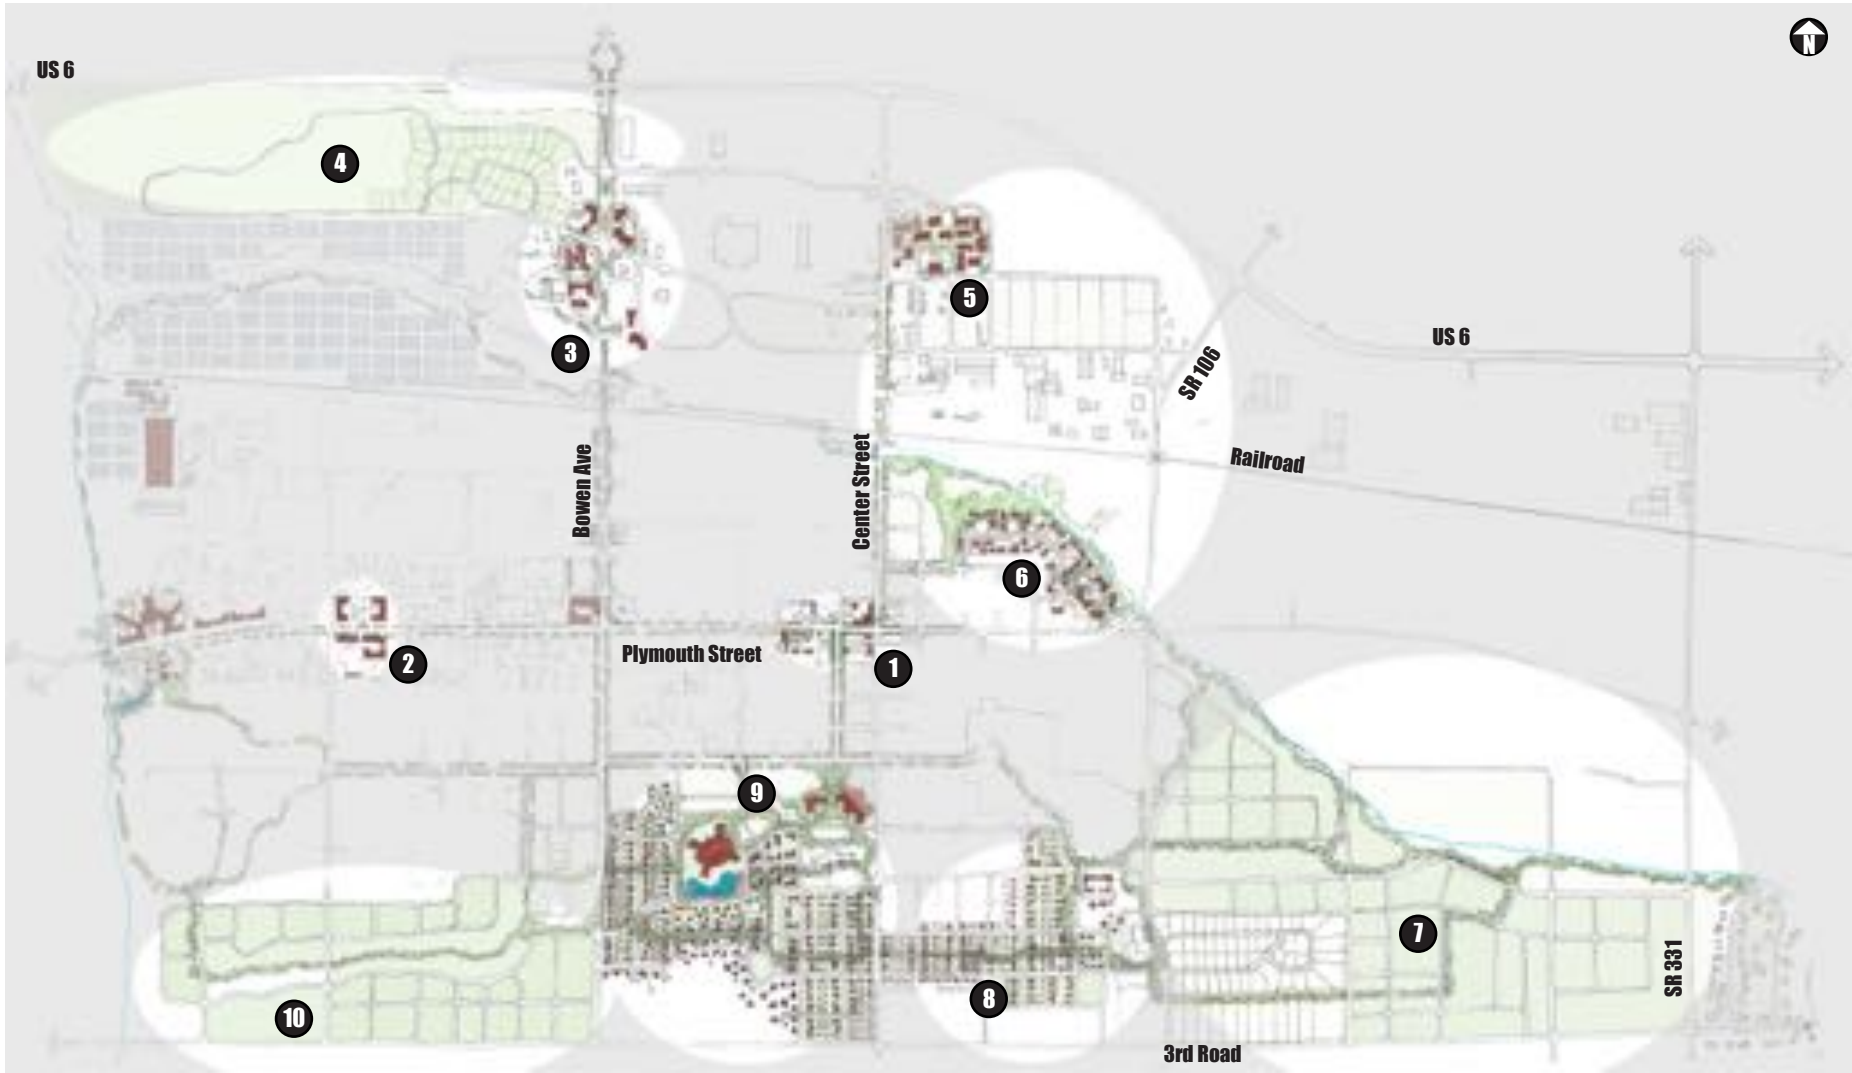 N
US 6
4
5
3
US 6
SR 106
Bowen Ave
Center Street
Railroad
6
Plymouth Street
2
1
9
7
8
10
SR 331
3rd Road